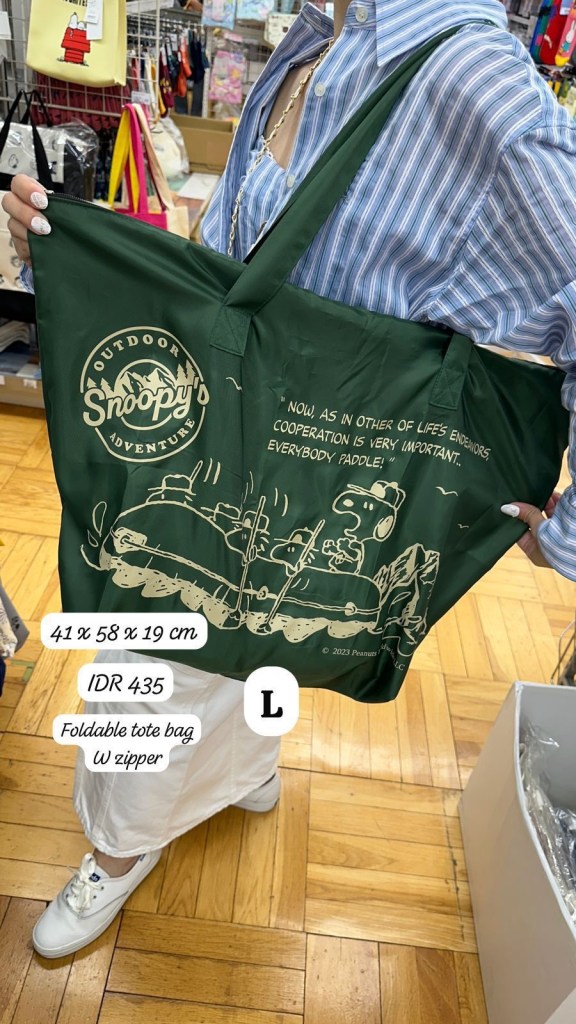 OUTDOOR
Snoopy's
ADVENTURE
" NOW, AS IN OTHER OF LIFE'S ENDEAVORS,
COOPERATION IS VERY IMPORTANT..
EVERYBODY PADDLE! "
© 2023 Peanuts
41 x 58 x 19 cm
IDR 435
L
Foldable tote bag
W zipper